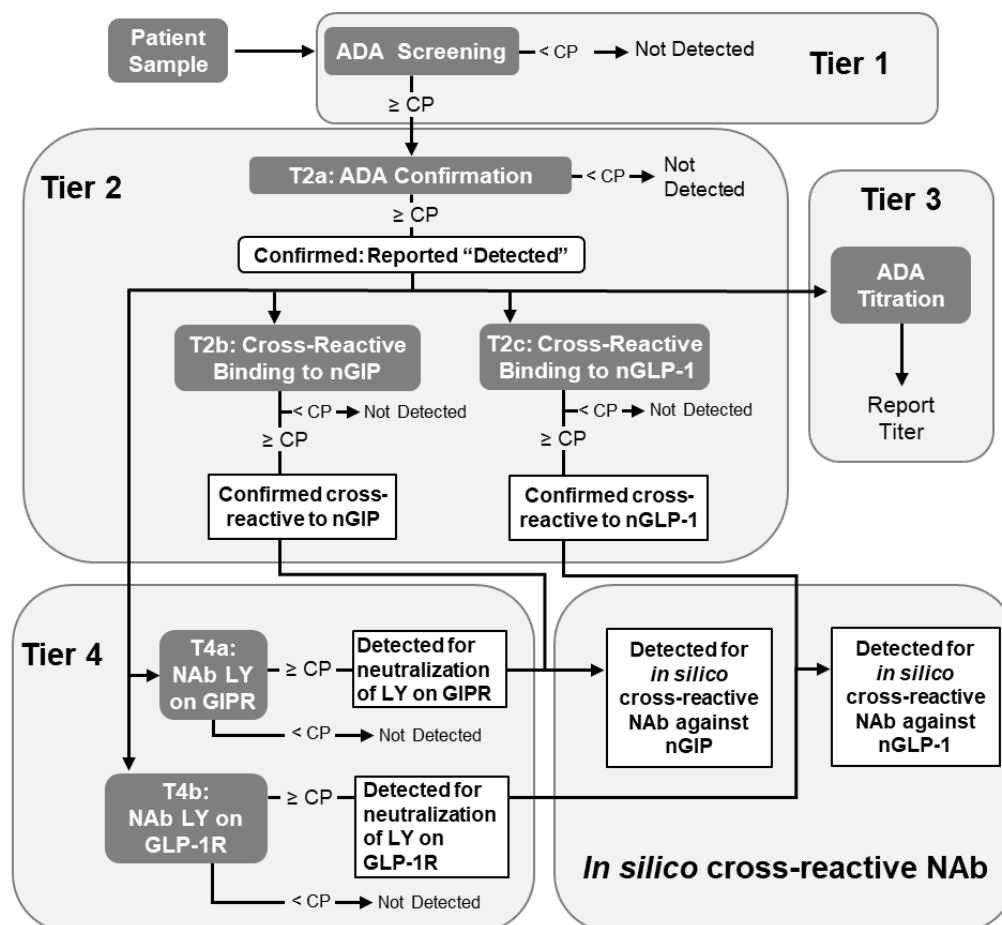 Patient
Sample
ADA Screening
< CP
Not Detected
Tier 1
≥ CP
Tier 2
T2a: ADA Confirmation
< CP
Not
Detected
≥ CP
Confirmed: Reported “Detected”
Tier 3
ADA
Titration
Report
Titer
T2b: Cross-Reactive
Binding to nGIP
< CP
Not Detected
≥ CP
Confirmed cross-
reactive to nGIP
T2c: Cross-Reactive
Binding to nGLP-1
< CP
Not Detected
≥ CP
Confirmed cross-
reactive to nGLP-1
Tier 4
T4a:
NAb LY
on GIPR
≥ CP
Detected for
neutralization
of LY on GIPR
< CP
Not Detected
T4b:
NAb LY on
GLP-1R
≥ CP
Detected for
neutralization
of LY on
GLP-1R
< CP
Not Detected
Detected for
in silico
cross-reactive
NAb against
nGIP
Detected for
in silico
cross-reactive
NAb against
nGLP-1
In silico cross-reactive NAb